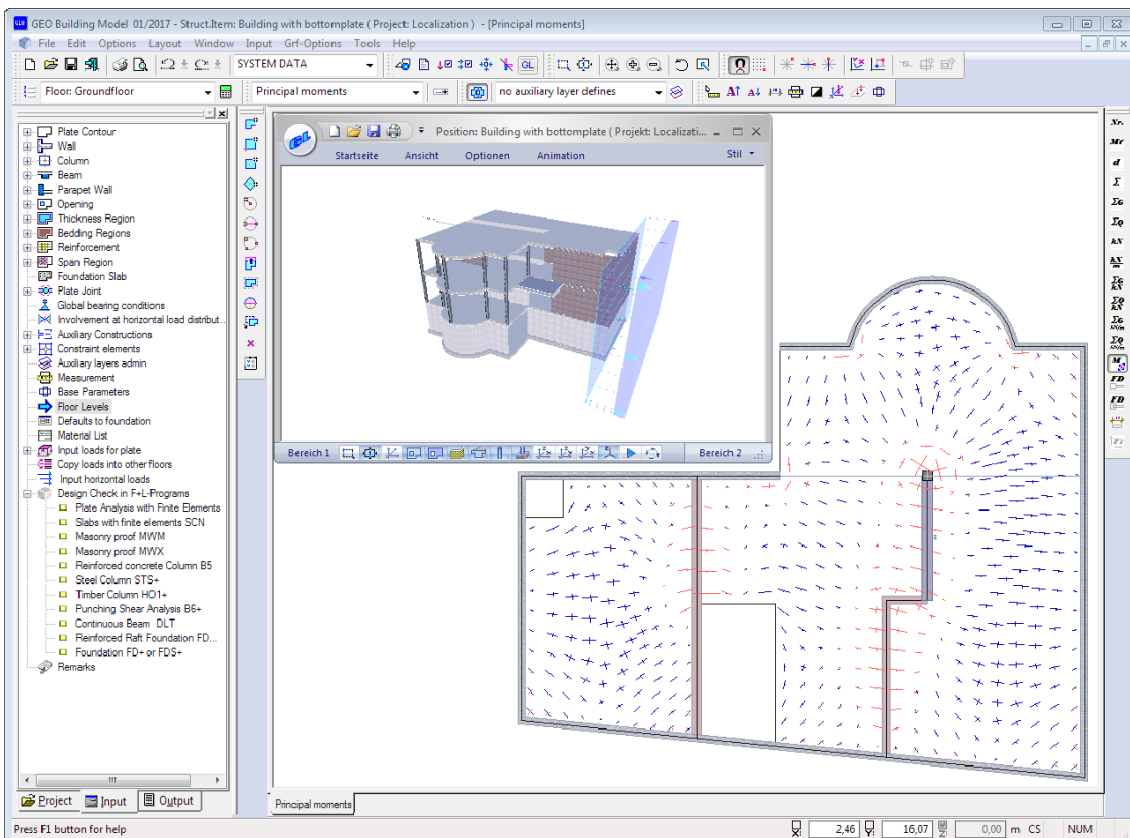 GEO Building Model 01/2017 - Struct.Item: Building with bottomplate ( Project: Localization ) - [Principal moments]
File Edit Options Layout Window Input Grf-Options Tools Help
SYSTEM DATA
GL
Floor: Groundfloor
Principal moments
no auxiliary layer defines
Plate Contour
Wall
Column
Beam
Parapet Wall
Opening
Thickness Region
Bedding Regions
Reinforcement
Span Region
Foundation Slab
Plate Joint
Global bearing conditions
Involvement at horizontal load distribut...
Auxiliary Constructions
Constraint elements
Auxiliary layers admin
Measurement
Base Parameters
Floor Levels
Defaults to foundation
Material List
Input loads for plate
Copy loads into other floors
Input horizontal loads
Design Check in F+L-Programs
Plate Analysis with Finite Elements
Slabs with finite elements SCN
Masonry proof MWM
Masonry proof MWX
Reinforced concrete Column B5
Steel Column STS+
Timber Column HO1+
Punching Shear Analysis B6+
Continuous Beam DLT
Reinforced Raft Foundation FD...
Foundation FD+ or FDS+
Remarks
Project Input Output
Position: Building with bottomplate ( Projekt: Localizati...
Startseite Ansicht Optionen Animation Stil
Bereich 1 Bereich 2
Nr.
d
Σ
ΣG
ΣQ
kN
FD
FD
Principal moments
Press F1 button for help
X: 2,46 Y: 16,07 Z: 0,00 m CS NUM